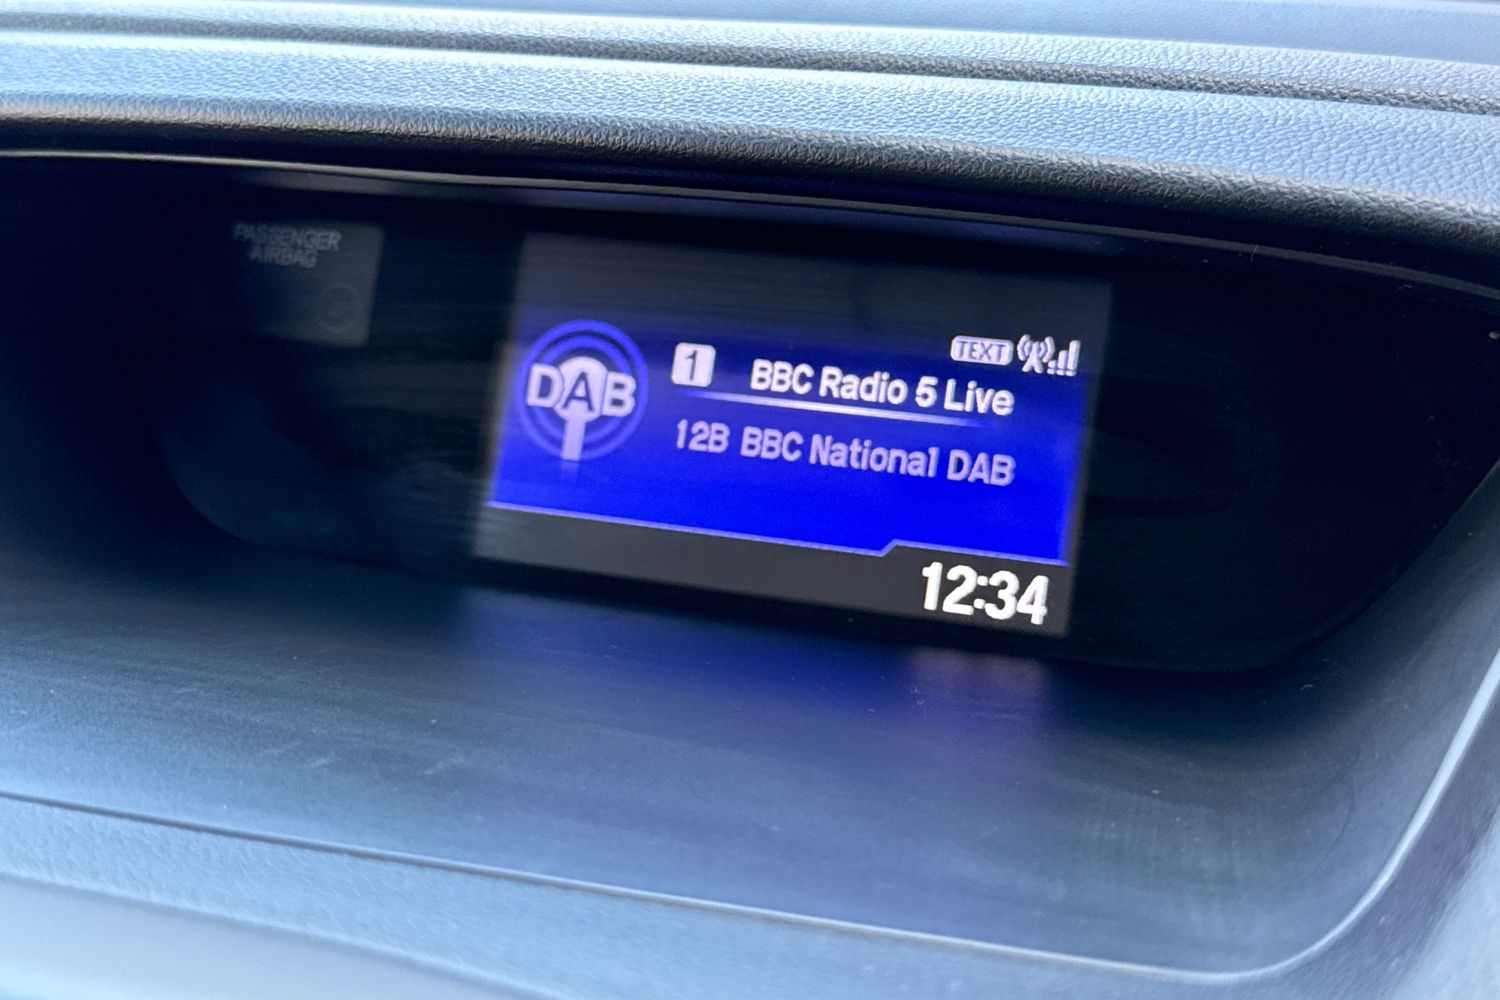 PASSENGER
AIRBAG
TEXT
DAB
1 BBC Radio 5 Live
12B BBC National DAB
12:34